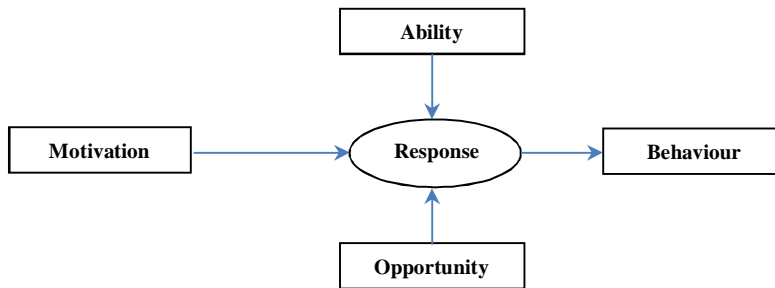 Ability
Motivation
Response
Behaviour
Opportunity